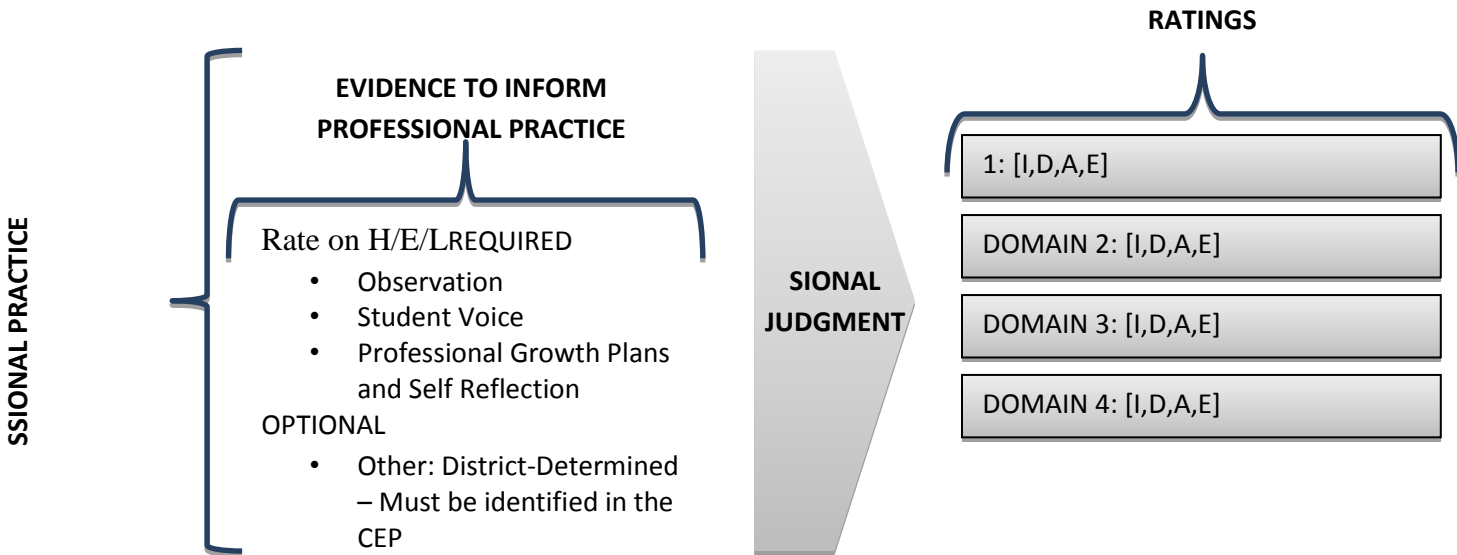 SSIONAL PRACTICE
EVIDENCE TO INFORM
PROFESSIONAL PRACTICE
Rate on H/E/LREQUIRED
• Observation
• Student Voice
• Professional Growth Plans
and Self Reflection
OPTIONAL
• Other: District-Determined
– Must be identified in the
CEP
SIONAL
JUDGMENT
RATINGS
1: [I,D,A,E]
DOMAIN 2: [I,D,A,E]
DOMAIN 3: [I,D,A,E]
DOMAIN 4: [I,D,A,E]